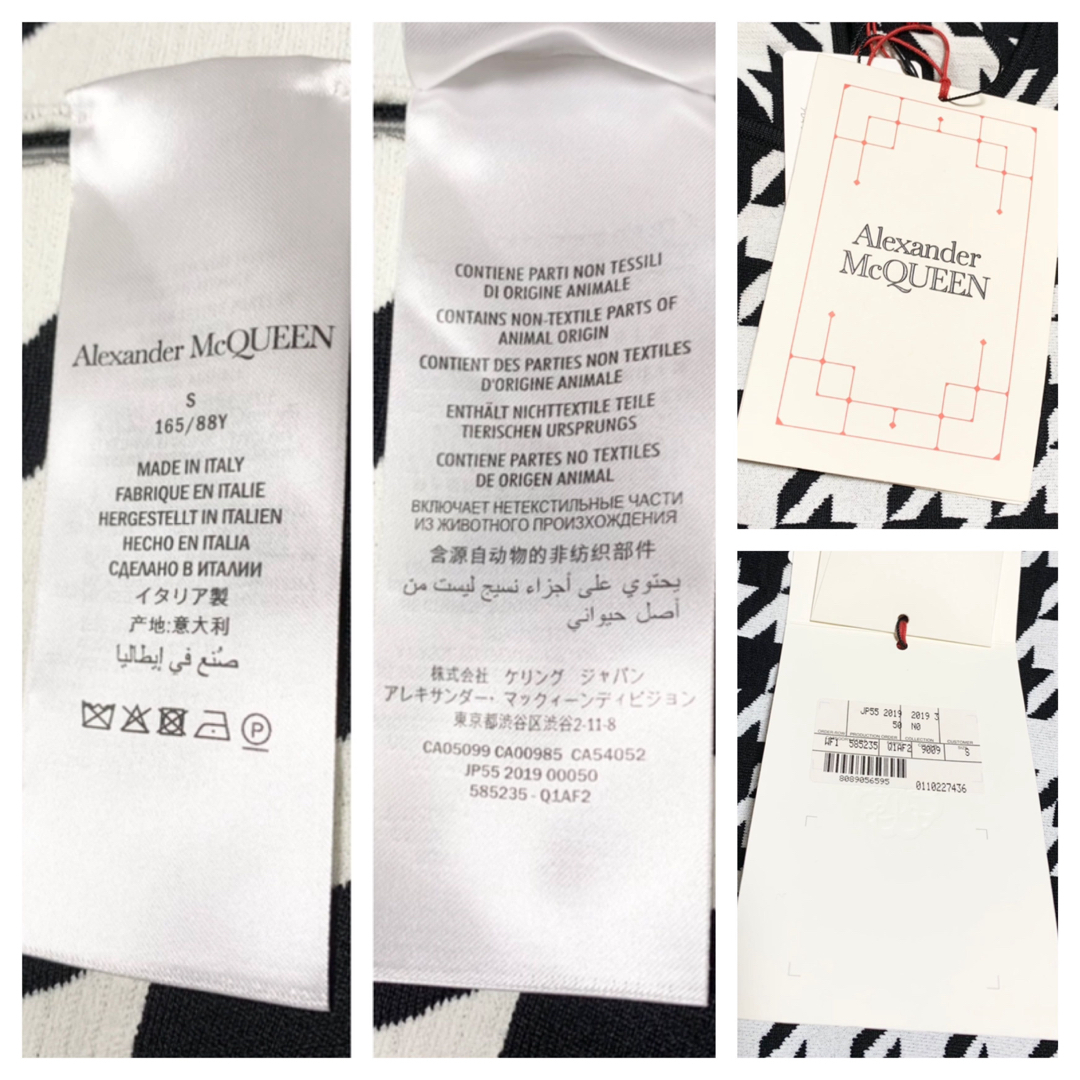 Alexander McQUEEN
S
165/88Y
MADE IN ITALY
FABRIQUE EN ITALIE
HERGESTELLT IN ITALIEN
HECHO EN ITALIA
СДЕЛАНО В ИТАЛИИ
イタリア製
产地:意大利
صُنع في إيطاليا
P
CONTIENE PARTI NON TESSILI
DI ORIGINE ANIMALE
CONTAINS NON-TEXTILE PARTS OF
ANIMAL ORIGIN
CONTIENT DES PARTIES NON TEXTILES
D'ORIGINE ANIMALE
ENTHÄLT NICHTTEXTILE TEILE
TIERISCHEN URSPRUNGS
CONTIENE PARTES NO TEXTILES
DE ORIGEN ANIMAL
ВКЛЮЧАЕТ НЕТЕКСТИЛЬНЫЕ ЧАСТИ
ИЗ ЖИВОТНОГО ПРОИЗХОЖДЕНИЯ
含源自动物的非纺织部件
يحتوي على أجزاء نسيج ليست من
أصل حيواني
株式会社 ケリング ジャパン
アレキサンダー・マックィーンディビジョン
東京都渋谷区渋谷2-11-8
CA05099 CA00985 CA54052
JP55 2019 00050
585235 - Q1AF2
Alexander
McQUEEN
JP55 2019 2019 3
50 N0
PRODUCTION ORDER COLLECTION CUSTOMER
WF1 585235 Q1AF2 9009 S
8089056595
0110227436